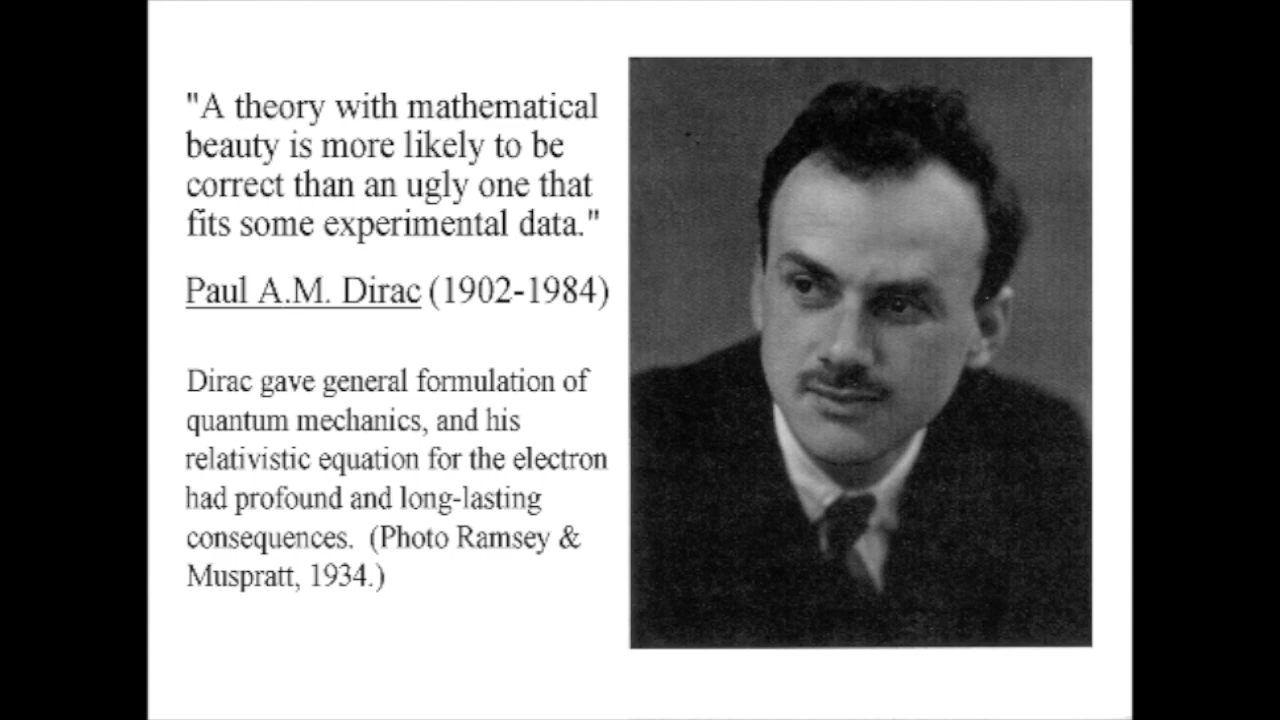 "A theory with mathematical
beauty is more likely to be
correct than an ugly one that
fits some experimental data."
Paul A.M. Dirac (1902-1984)
Dirac gave general formulation of
quantum mechanics, and his
relativistic equation for the electron
had profound and long-lasting
consequences.  (Photo Ramsey &
Muspratt, 1934.)